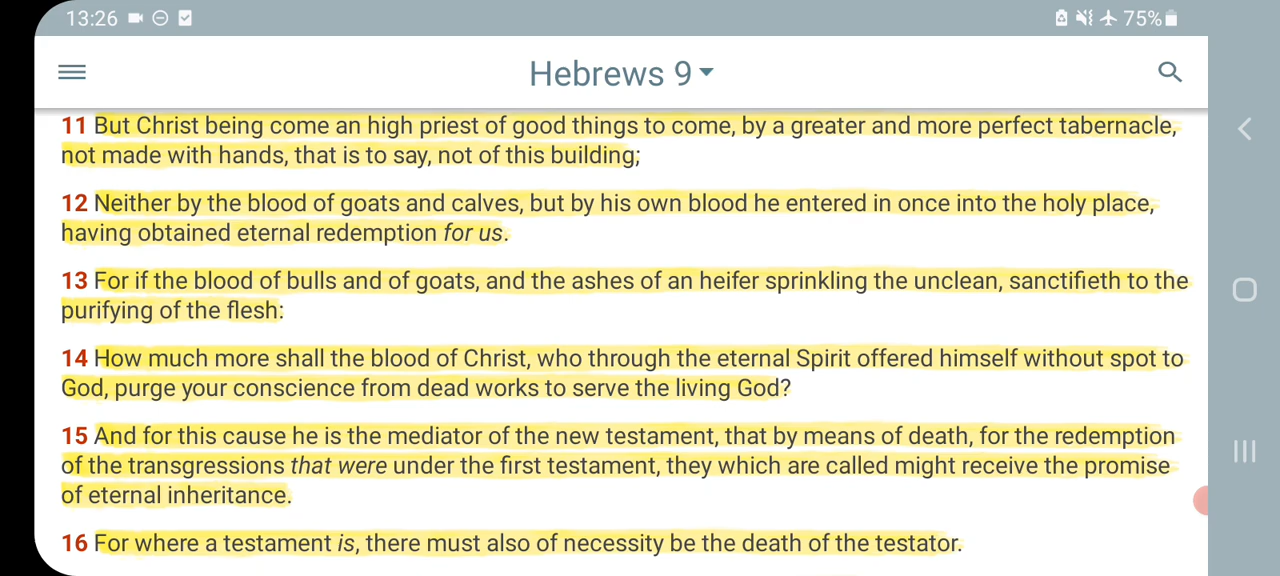 13:26
75%
Hebrews 9
11 But Christ being come an high priest of good things to come, by a greater and more perfect tabernacle,
not made with hands, that is to say, not of this building;
12 Neither by the blood of goats and calves, but by his own blood he entered in once into the holy place,
having obtained eternal redemption for us.
13 For if the blood of bulls and of goats, and the ashes of an heifer sprinkling the unclean, sanctifieth to the
purifying of the flesh:
14 How much more shall the blood of Christ, who through the eternal Spirit offered himself without spot to
God, purge your conscience from dead works to serve the living God?
15 And for this cause he is the mediator of the new testament, that by means of death, for the redemption
of the transgressions that were under the first testament, they which are called might receive the promise
of eternal inheritance.
16 For where a testament is, there must also of necessity be the death of the testator.